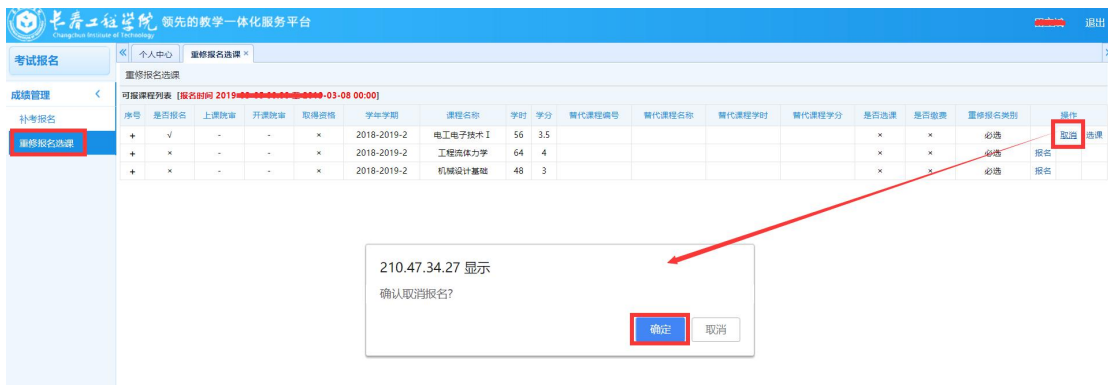 长春工程学院 领先的教学一体化服务平台 退出
Changchun Institute of Technology
考试报名
成绩管理
补考报名
重修报名选课
个人中心 重修报名选课 ×
重修报名选课
可报课程列表 [报名时间 2019 -03-08 00:00]
序号 是否报名 上课院审 开课院审 取得资格 学年学期 课程名称 学时 学分 替代课程编号 替代课程名称 替代课程学时 替代课程学分 是否选课 是否缴费 重修报名类别 操作
+ √ - - × 2018-2019-2 电工电子技术Ⅰ 56 3.5 × × 必选 取消 选课
+ × - - × 2018-2019-2 工程流体力学 64 4 × × 必选 报名
+ × - - × 2018-2019-2 机械设计基础 48 3 × × 必选 报名
210.47.34.27 显示
确认取消报名?
确定 取消